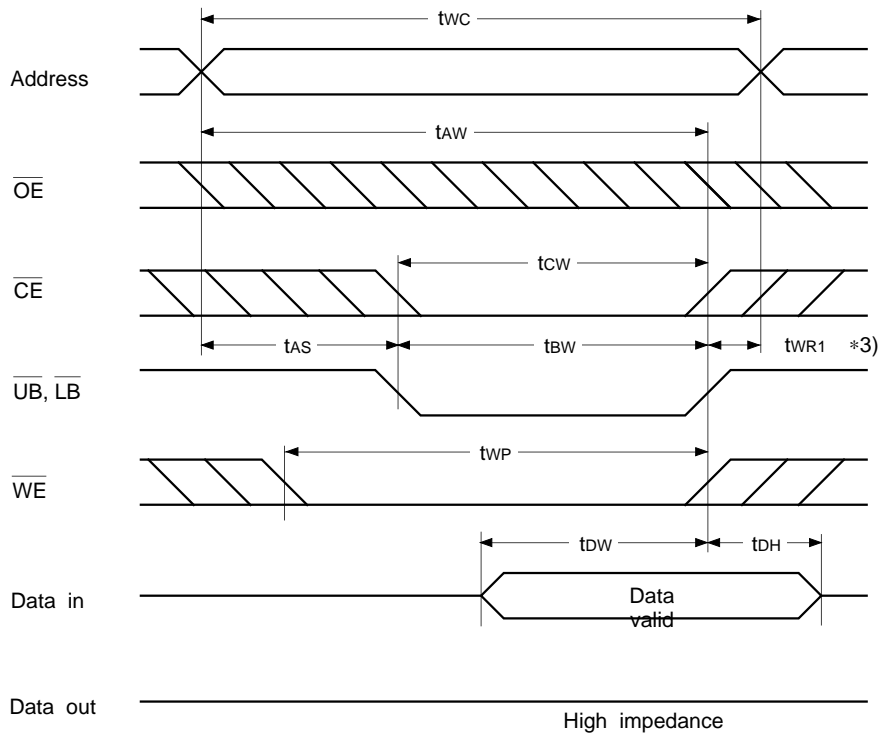 tWC
Address
tAW
OE
tCW
CE
tAS tBW tWR1 *3)
UB, LB
tWP
WE
tDW tDH
Data in Data
valid
Data out
High impedance